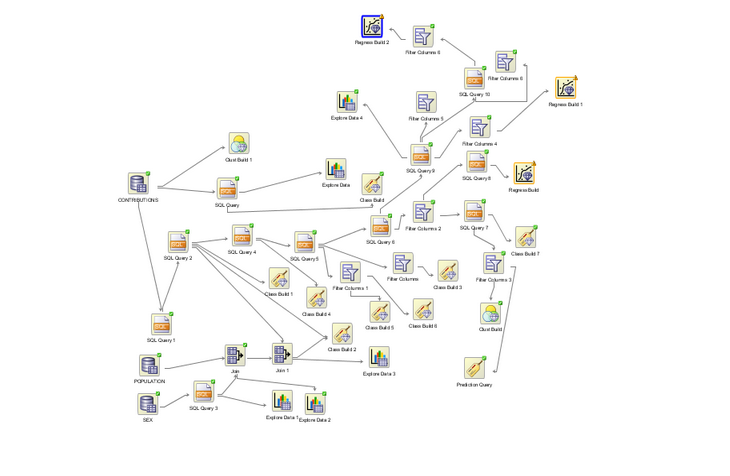 Regress Build 2
Filter Columns 6
Filter Columns 8
SQL Query 10
Regress Build 1
Explore Data 4
Filter Columns 5
Filter Columns 4
Clust Build 1
SQL Query 9
SQL Query 8
Regress Build
Explore Data
Class Build
CONTRIBUTIONS
SQL Query
SQL Query 6
Filter Columns 2
SQL Query 7
SQL Query 2
SQL Query 4
SQL Query 5
Class Build 7
Class Build 1
Filter Columns 1
Filter Columns
Class Build 3
Filter Columns 3
Class Build 4
Class Build 5
Class Build 6
Clust Build
SQL Query 1
Class Build 2
POPULATION
Join
Join 1
Explore Data 3
Prediction Query
SEX
SQL Query 3
Explore Data 1
Explore Data 2